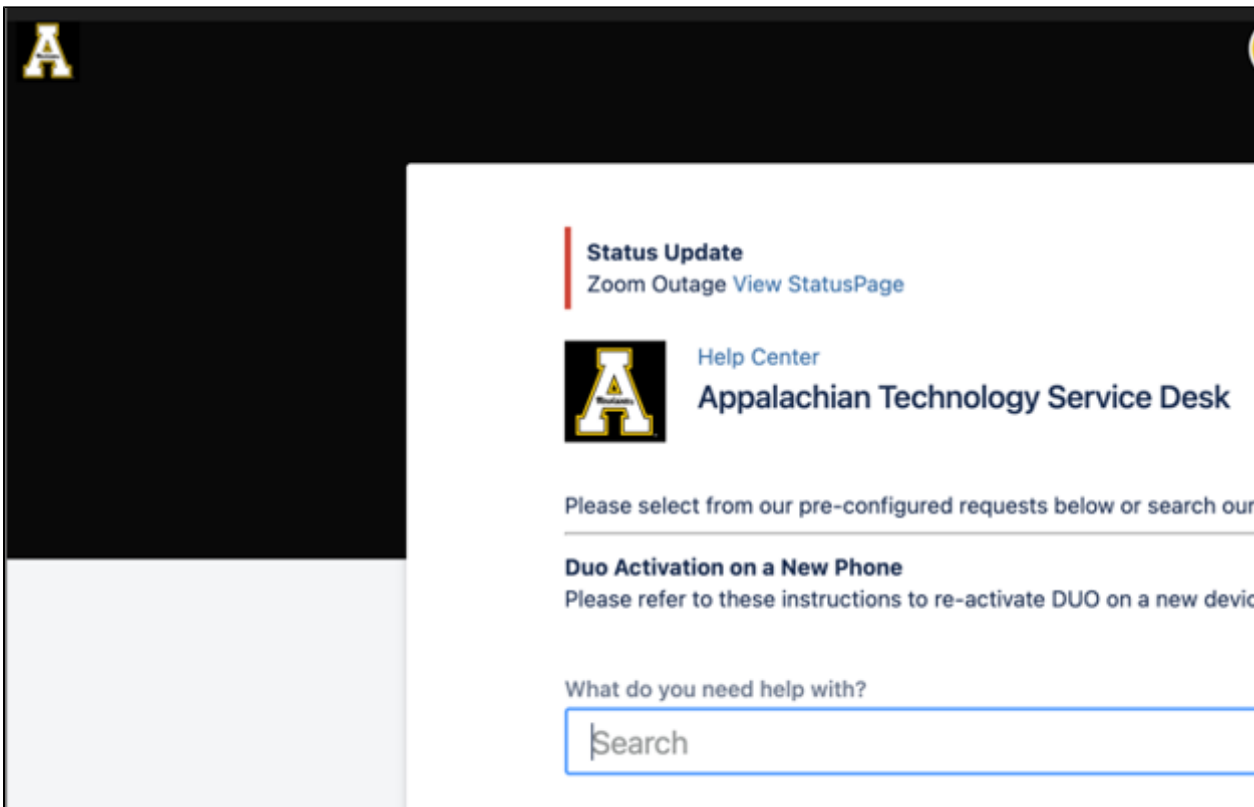 Status Update
Zoom Outage View StatusPage
Help Center
Appalachian Technology Service Desk
Please select from our pre-configured requests below or search our
Duo Activation on a New Phone
Please refer to these instructions to re-activate DUO on a new devic
What do you need help with?
Search